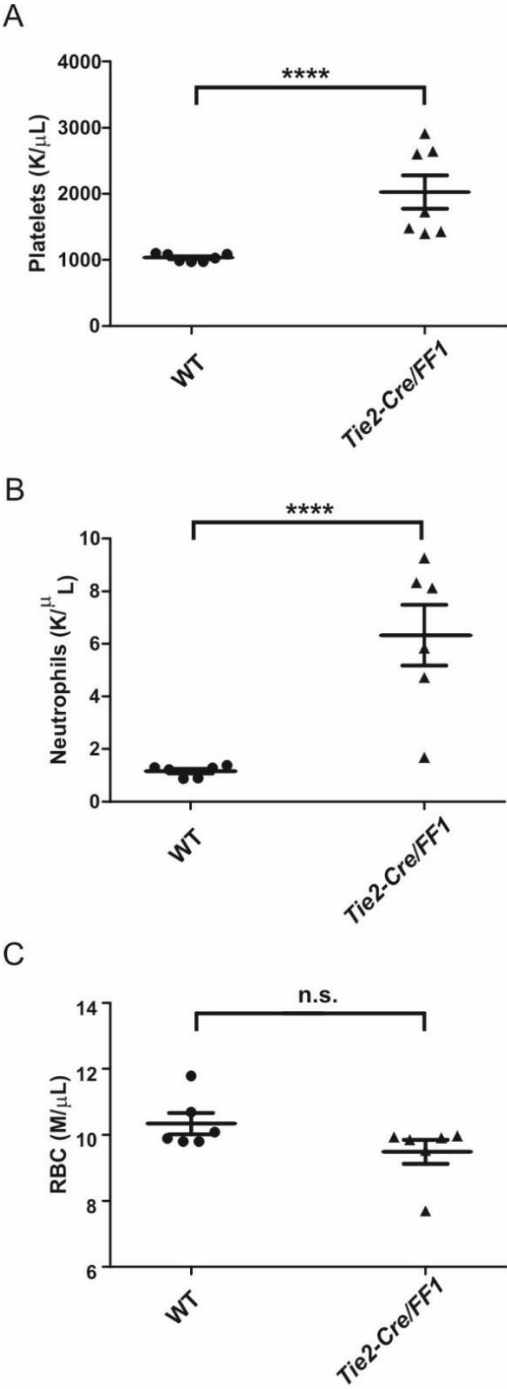 A
4000
****
3000
2000
1000
0
Platelets (K/μL)
WT
Tie2-Cre/FF1
B
10
****
8
6
4
2
0
Neutrophils (K/μL)
WT
Tie2-Cre/FF1
C
14
n.s.
12
10
8
6
RBC (M/μL)
WT
Tie2-Cre/FF1